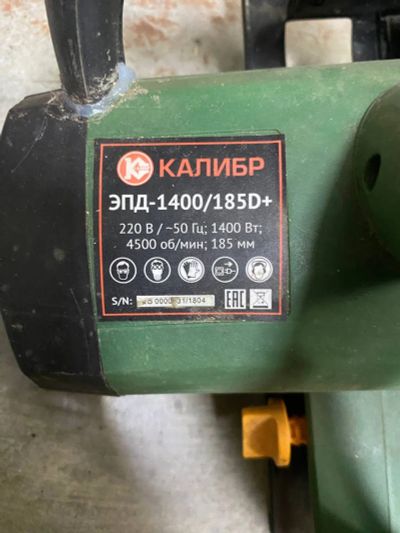 КАЛИБР
ЭПД-1400/185D+
220 В / ~50 Гц; 1400 Вт;
4500 об/мин; 185 мм
S/N:
EAC